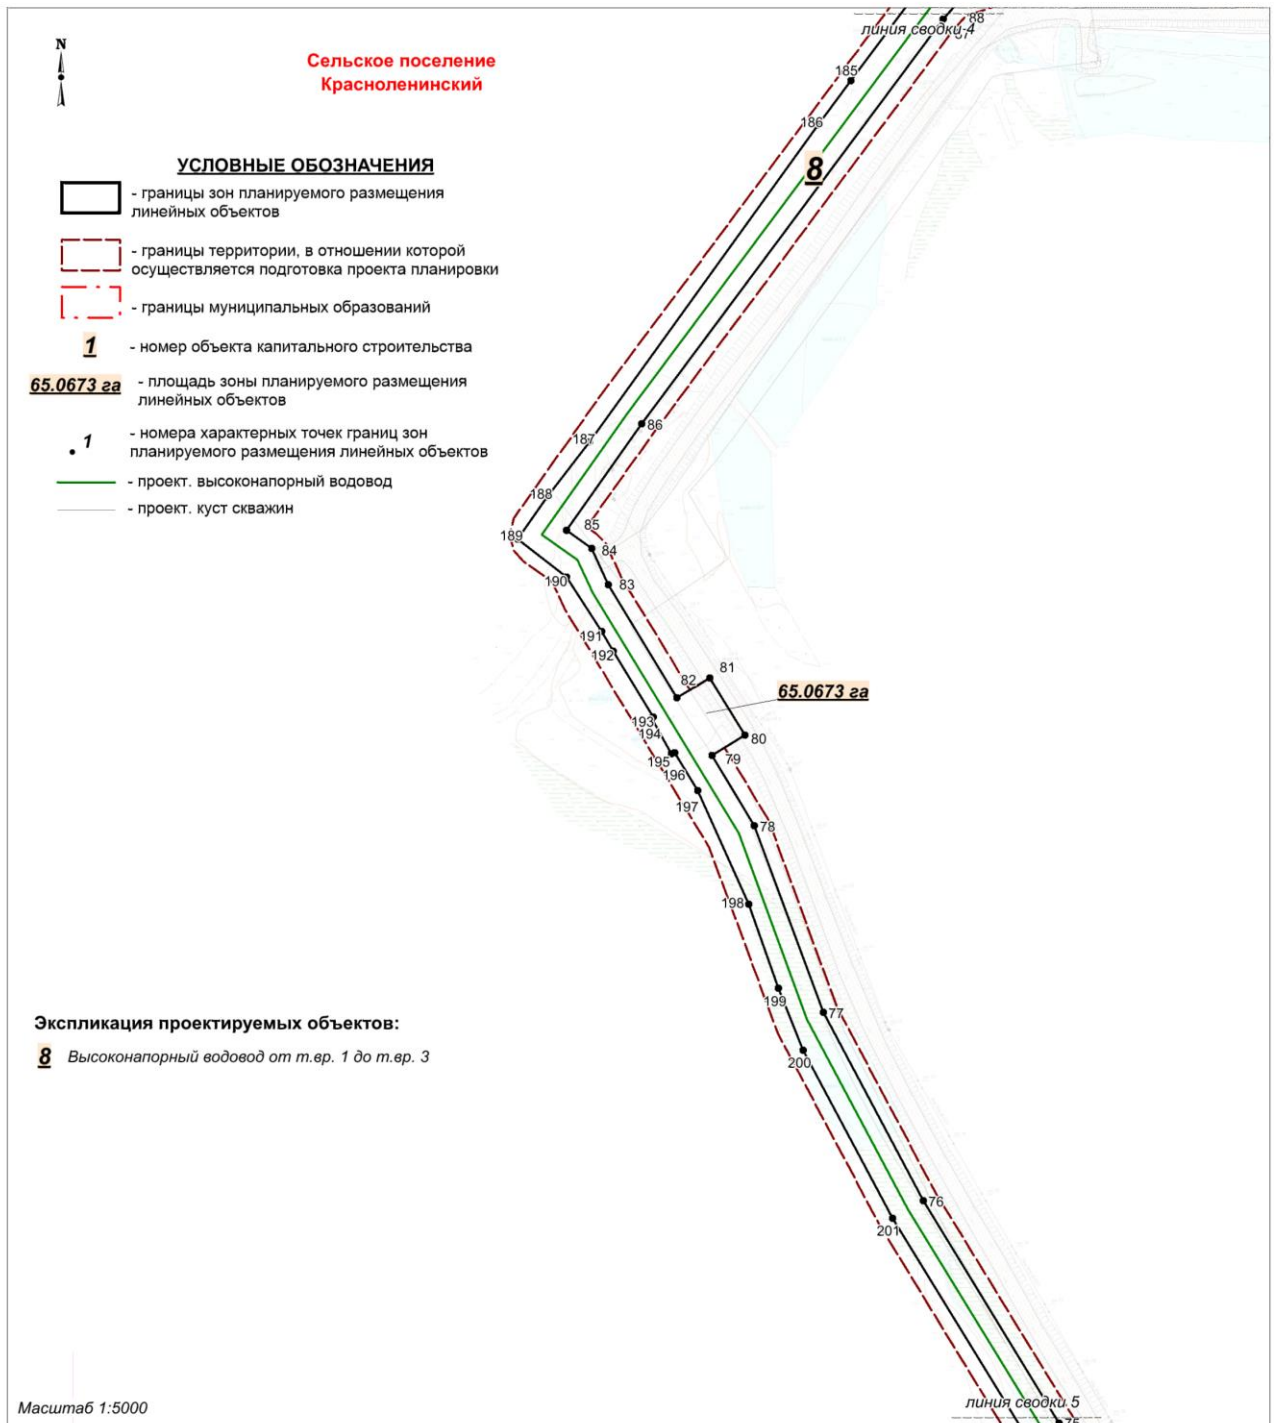 N
Сельское поселение
Красноленинский
УСЛОВНЫЕ ОБОЗНАЧЕНИЯ
- границы зон планируемого размещения
линейных объектов
- границы территории, в отношении которой
осуществляется подготовка проекта планировки
- границы муниципальных образований
1 - номер объекта капитального строительства
65.0673 га - площадь зоны планируемого размещения
линейных объектов
1 - номера характерных точек границ зон
планируемого размещения линейных объектов
- проект. высоконапорный водовод
- проект. куст скважин
88
линия сводки 4
87
185
186
8
86
187
188
85
189
84
190
83
191
192
81
82
65.0673 га
193
194
80
195
79
196
197
78
198
199
77
200
76
201
линия сводки 5
75
Экспликация проектируемых объектов:
8 Высоконапорный водовод от т.вр. 1 до т.вр. 3
Масштаб 1:5000